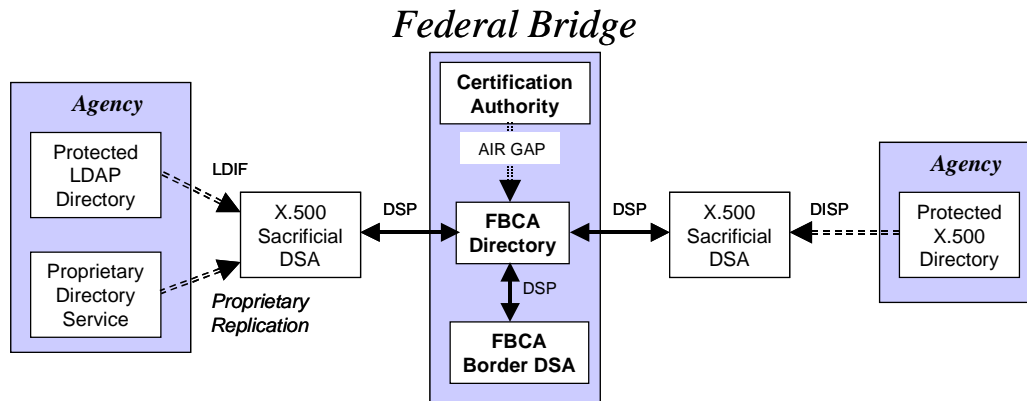 Federal Bridge
Agency
Protected
LDAP
Directory
Proprietary
Directory
Service
LDIF
Proprietary
Replication
X.500
Sacrificial
DSA
DSP
Certification
Authority
AIR GAP
FBCA
Directory
DSP
FBCA
Border DSA
DSP
X.500
Sacrificial
DSA
DISP
Agency
Protected
X.500
Directory